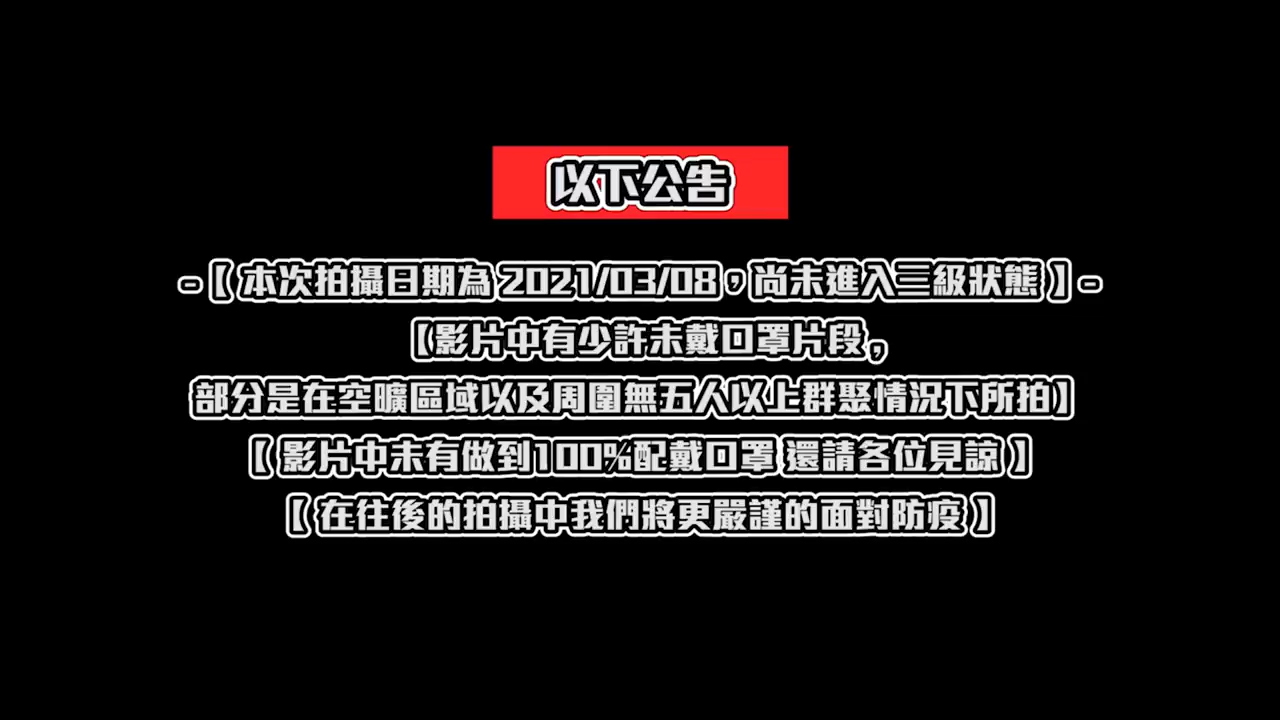 以下公告
-【 本次拍攝日期為 2021/03/08，尚未進入三級狀態 】-
【影片中有少許未戴口罩片段，
部分是在空曠區域以及周圍無五人以上群聚情況下所拍】
【 影片中未有做到100%配戴口罩 還請各位見諒 】
【 在往後的拍攝中我們將更嚴謹的面對防疫 】